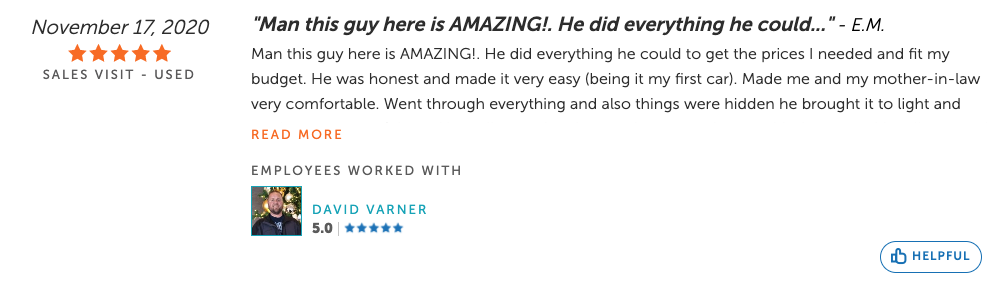 November 17, 2020
SALES VISIT - USED
"Man this guy here is AMAZING!. He did everything he could..." - E.M.
Man this guy here is AMAZING!. He did everything he could to get the prices I needed and fit my
budget. He was honest and made it very easy (being it my first car). Made me and my mother-in-law
very comfortable. Went through everything and also things were hidden he brought it to light and
READ MORE
EMPLOYEES WORKED WITH
DAVID VARNER
5.0
HELPFUL